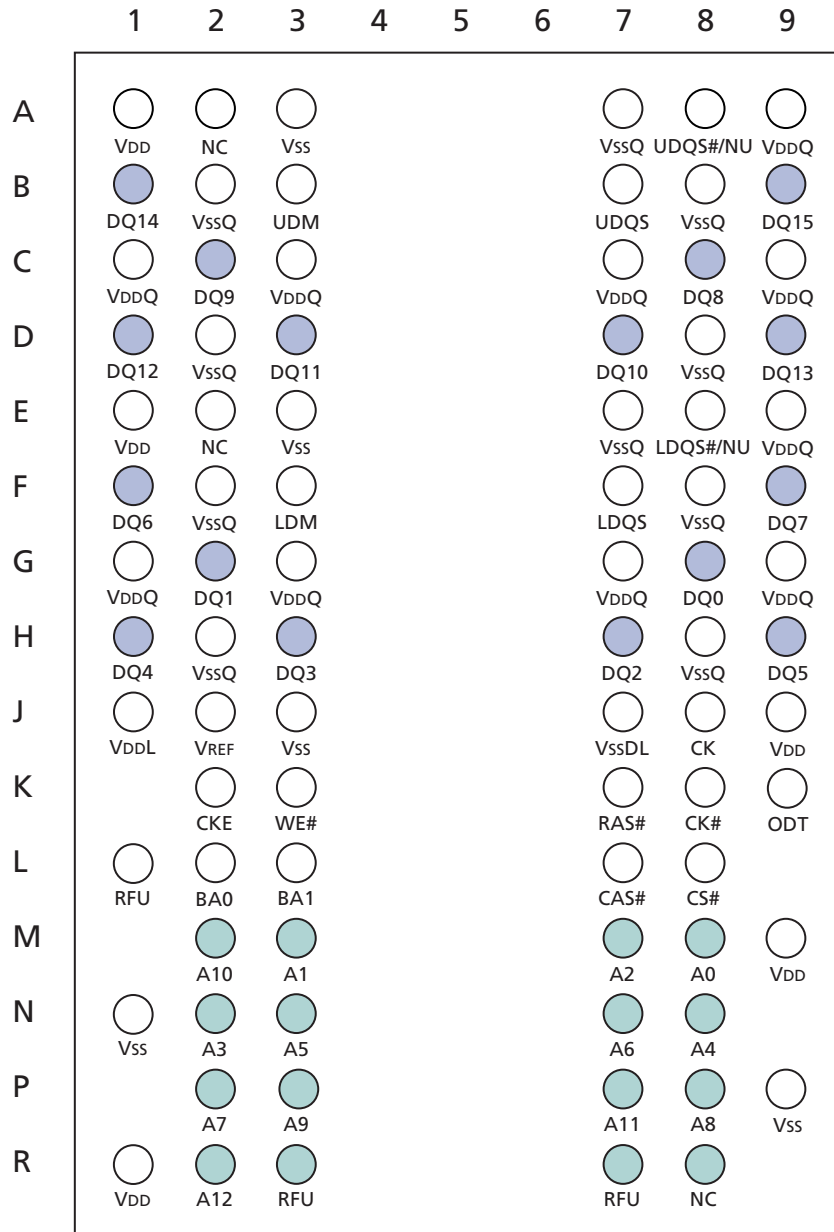 1 2 3 4 5 6 7 8 9
A
VDD NC VSS VSSQ UDQS#/NU VDDQ
B
DQ14 VSSQ UDM UDQS VSSQ DQ15
C
VDDQ DQ9 VDDQ VDDQ DQ8 VDDQ
D
DQ12 VSSQ DQ11 DQ10 VSSQ DQ13
E
VDD NC VSS VSSQ LDQS#/NU VDDQ
F
DQ6 VSSQ LDM LDQS VSSQ DQ7
G
VDDQ DQ1 VDDQ VDDQ DQ0 VDDQ
H
DQ4 VSSQ DQ3 DQ2 VSSQ DQ5
J
VDDL VREF VSS VSSDL CK VDD
K
CKE WE# RAS# CK# ODT
L
RFU BA0 BA1 CAS# CS#
M
A10 A1 A2 A0 VDD
N
VSS A3 A5 A6 A4
P
A7 A9 A11 A8 VSS
R
VDD A12 RFU RFU NC